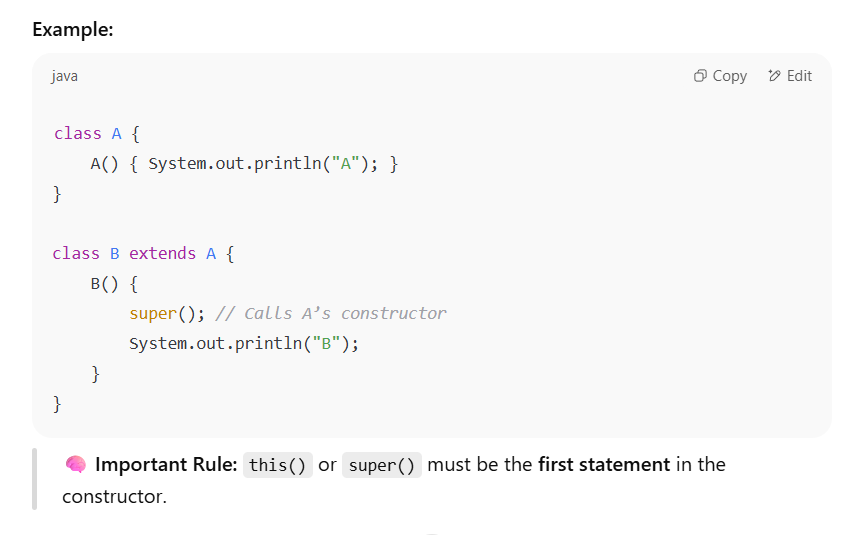 Example:
java
Copy
Edit
class A {
    A() { System.out.println("A"); }
}
class B extends A {
    B() {
        super(); // Calls A’s constructor
        System.out.println("B");
    }
}
🧠 Important Rule: this() or super() must be the first statement in the
constructor.